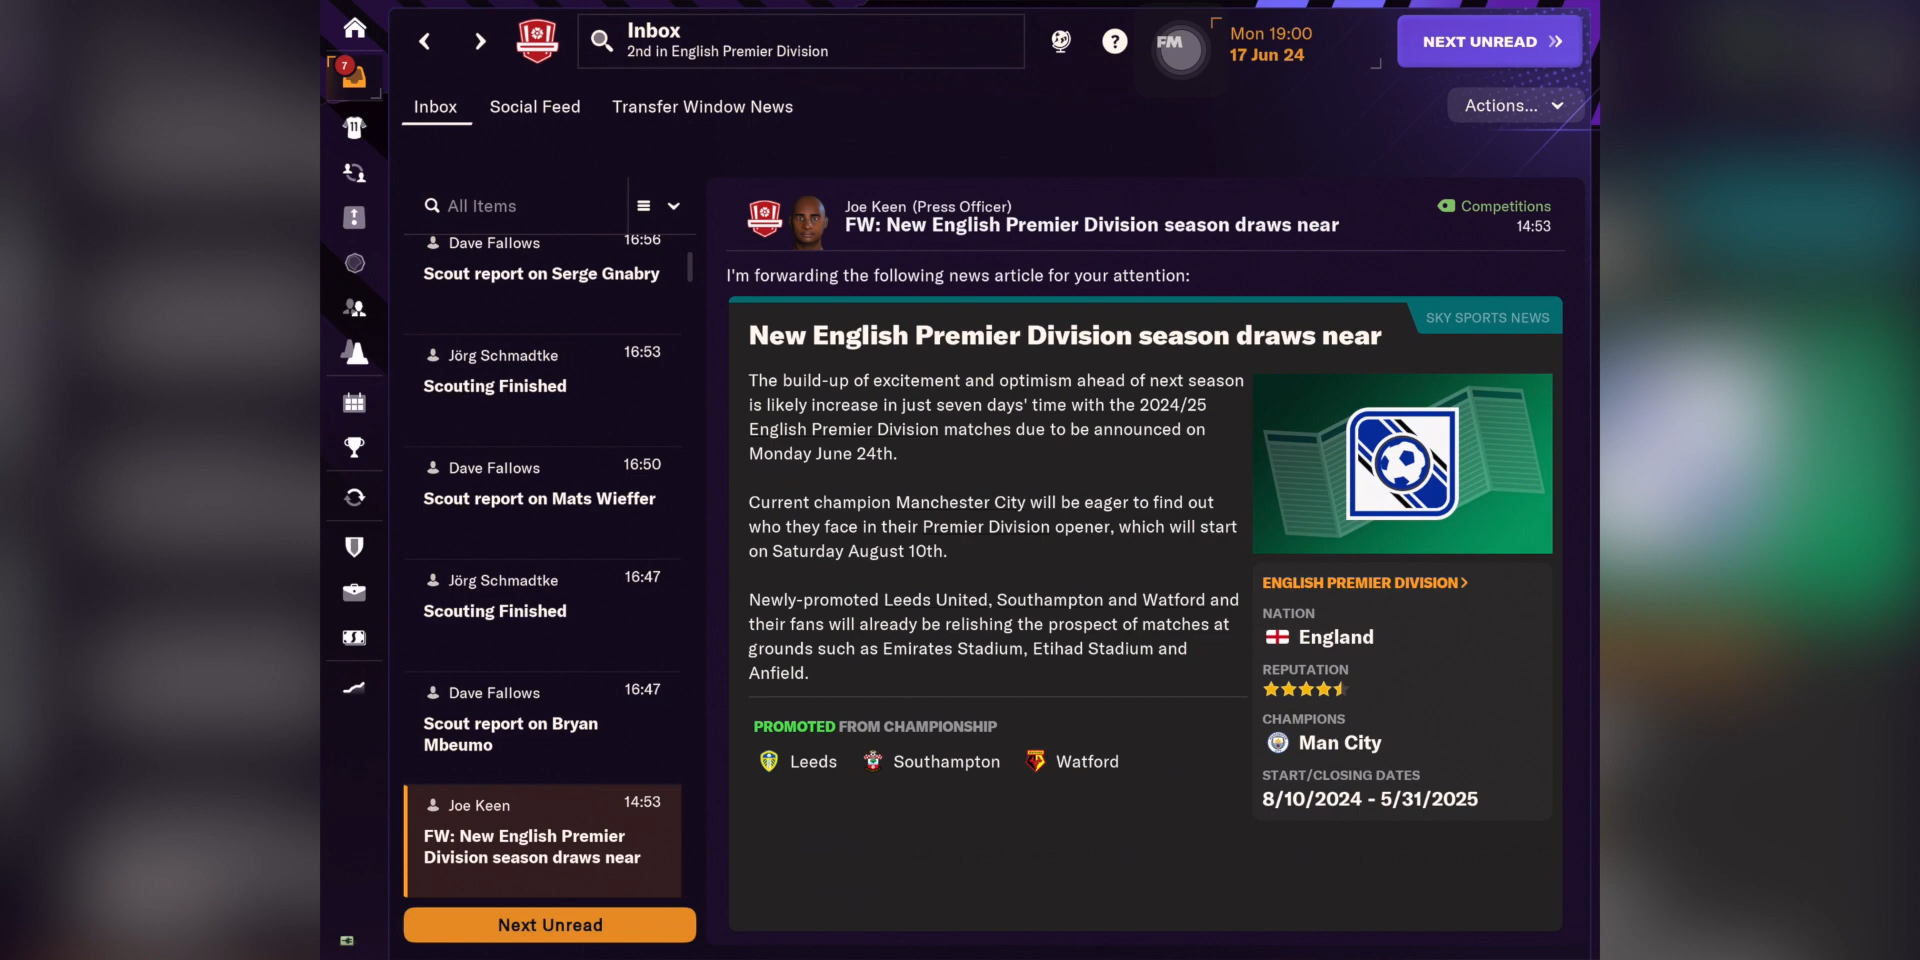 Inbox
2nd in English Premier Division
?
FM
Mon 19:00
17 Jun 24
NEXT UNREAD
7
Inbox
Social Feed
Transfer Window News
Actions...
11
All Items
Dave Fallows
16:56
Scout report on Serge Gnabry
Jörg Schmadtke
16:53
Scouting Finished
Dave Fallows
16:50
Scout report on Mats Wieffer
Jörg Schmadtke
16:47
Scouting Finished
Dave Fallows
16:47
Scout report on Bryan
Mbeumo
Joe Keen
14:53
FW: New English Premier
Division season draws near
Next Unread
Joe Keen (Press Officer)
FW: New English Premier Division season draws near
Competitions
14:53
I'm forwarding the following news article for your attention:
SKY SPORTS NEWS
New English Premier Division season draws near
The build-up of excitement and optimism ahead of next season
is likely increase in just seven days' time with the 2024/25
English Premier Division matches due to be announced on
Monday June 24th.
Current champion Manchester City will be eager to find out
who they face in their Premier Division opener, which will start
on Saturday August 10th.
Newly-promoted Leeds United, Southampton and Watford and
their fans will already be relishing the prospect of matches at
grounds such as Emirates Stadium, Etihad Stadium and
Anfield.
PROMOTED FROM CHAMPIONSHIP
Leeds
Southampton
Watford
ENGLISH PREMIER DIVISION >
NATION
England
REPUTATION
CHAMPIONS
Man City
START/CLOSING DATES
8/10/2024 - 5/31/2025